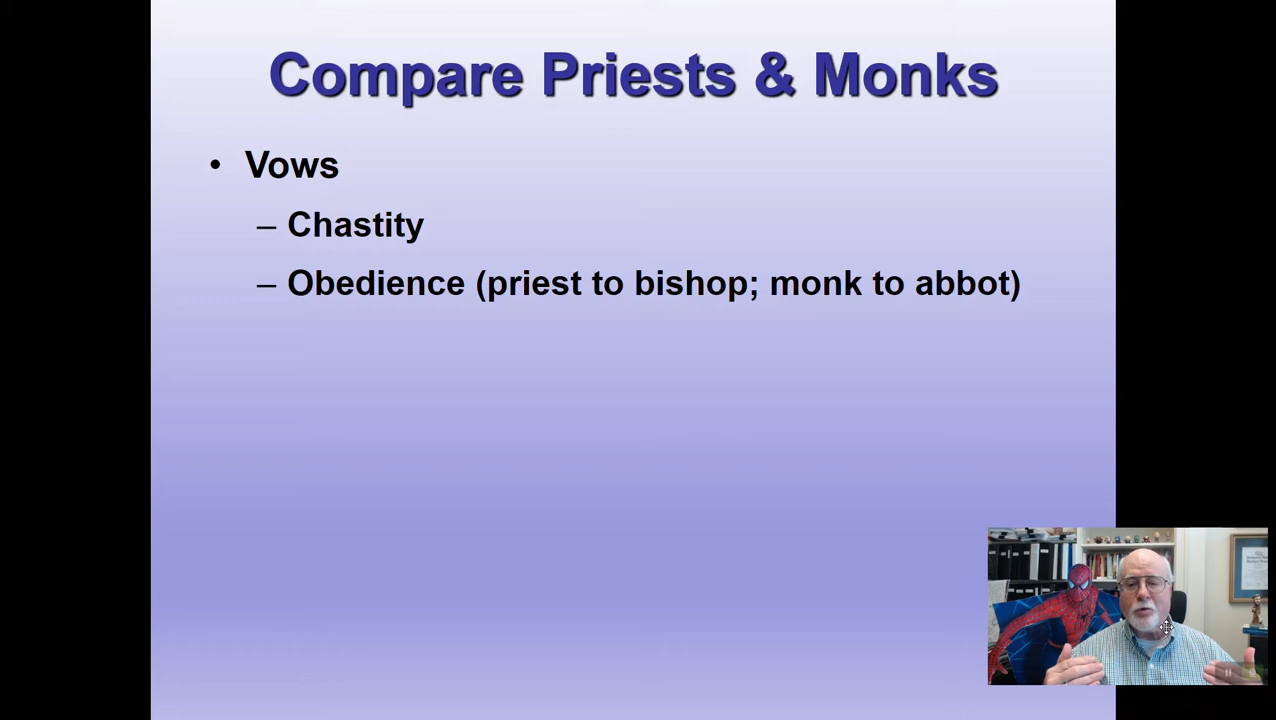 Compare Priests & Monks
• Vows
– Chastity
– Obedience (priest to bishop; monk to abbot)